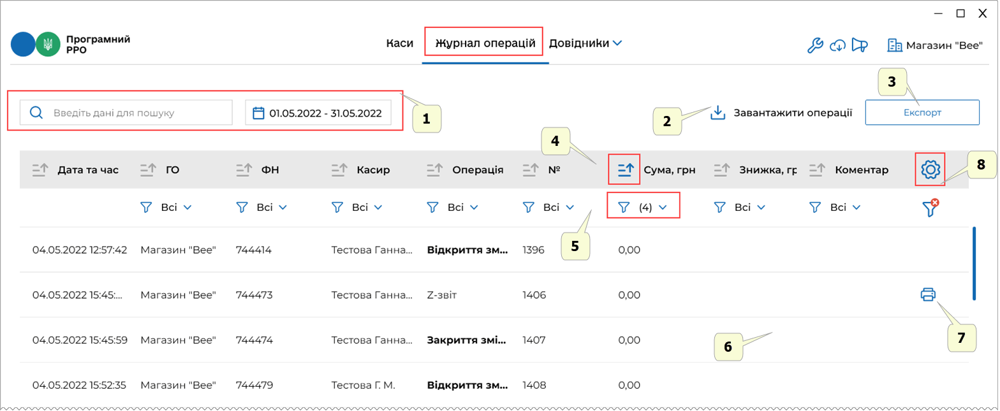 Програмний
РРО
Каси Журнал операцій Довідники Магазин "Bee"
3
Введіть дані для пошуку 01.05.2022 - 31.05.2022 1 2 Завантажити операції Експорт
4
Дата та час ГО ФН Касир Операція № Сума, грн Знижка, гр Коментар 8
Всі Всі Всі Всі Всі (4) Всі Всі
5
04.05.2022 12:57:42 Магазин "Bee" 744414 Тестова Ганна... Відкриття зм... 1396 0,00
04.05.2022 15:45:... Магазин "Bee" 744473 Тестова Ганна... Z-звіт 1406 0,00
7
04.05.2022 15:45:59 Магазин "Bee" 744474 Тестова Ганна... Закриття змі... 1407 0,00 6
04.05.2022 15:52:35 Магазин "Bee" 744479 Тестова Г. М. Відкриття зм... 1408 0,00